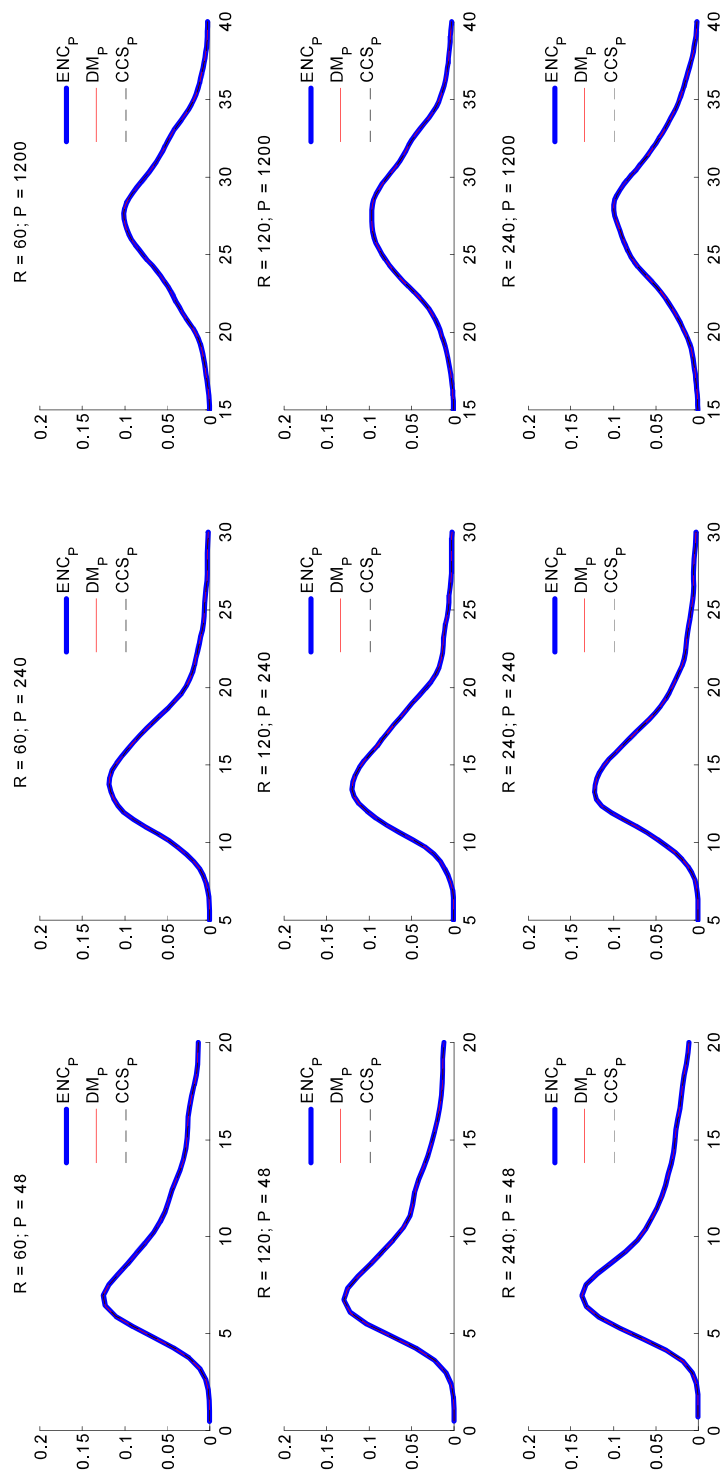 R = 60; P = 48
0.2
0.15
0.1
0.05
0
ENC_P
DM_P
CCS_P
0 5 10 15 20
R = 60; P = 240
0.2
0.15
0.1
0.05
0
ENC_P
DM_P
CCS_P
5 10 15 20 25 30
R = 60; P = 1200
0.2
0.15
0.1
0.05
0
ENC_P
DM_P
CCS_P
15 20 25 30 35 40
R = 120; P = 48
0.2
0.15
0.1
0.05
0
ENC_P
DM_P
CCS_P
0 5 10 15 20
R = 120; P = 240
0.2
0.15
0.1
0.05
0
ENC_P
DM_P
CCS_P
5 10 15 20 25 30
R = 120; P = 1200
0.2
0.15
0.1
0.05
0
ENC_P
DM_P
CCS_P
15 20 25 30 35 40
R = 240; P = 48
0.2
0.15
0.1
0.05
0
ENC_P
DM_P
CCS_P
0 5 10 15 20
R = 240; P = 240
0.2
0.15
0.1
0.05
0
ENC_P
DM_P
CCS_P
5 10 15 20 25 30
R = 240; P = 1200
0.2
0.15
0.1
0.05
0
ENC_P
DM_P
CCS_P
15 20 25 30 35 40